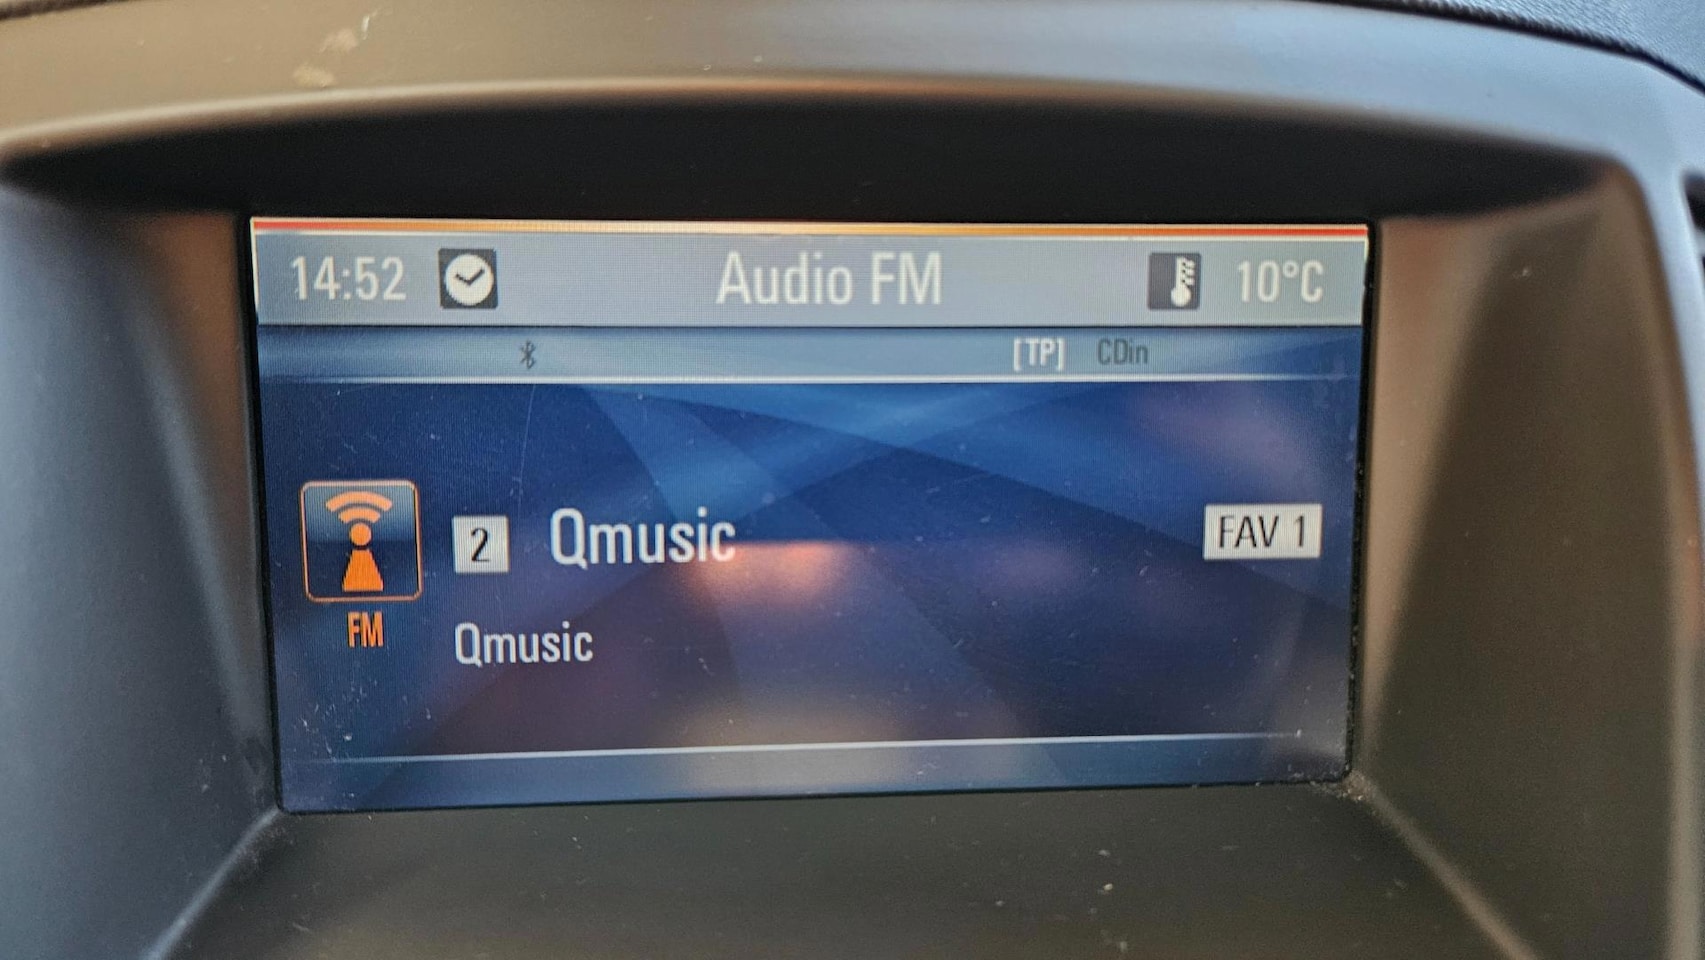 14:52 Audio FM 10°C
[TP] CDin
2 Qmusic FAV 1
FM
Qmusic